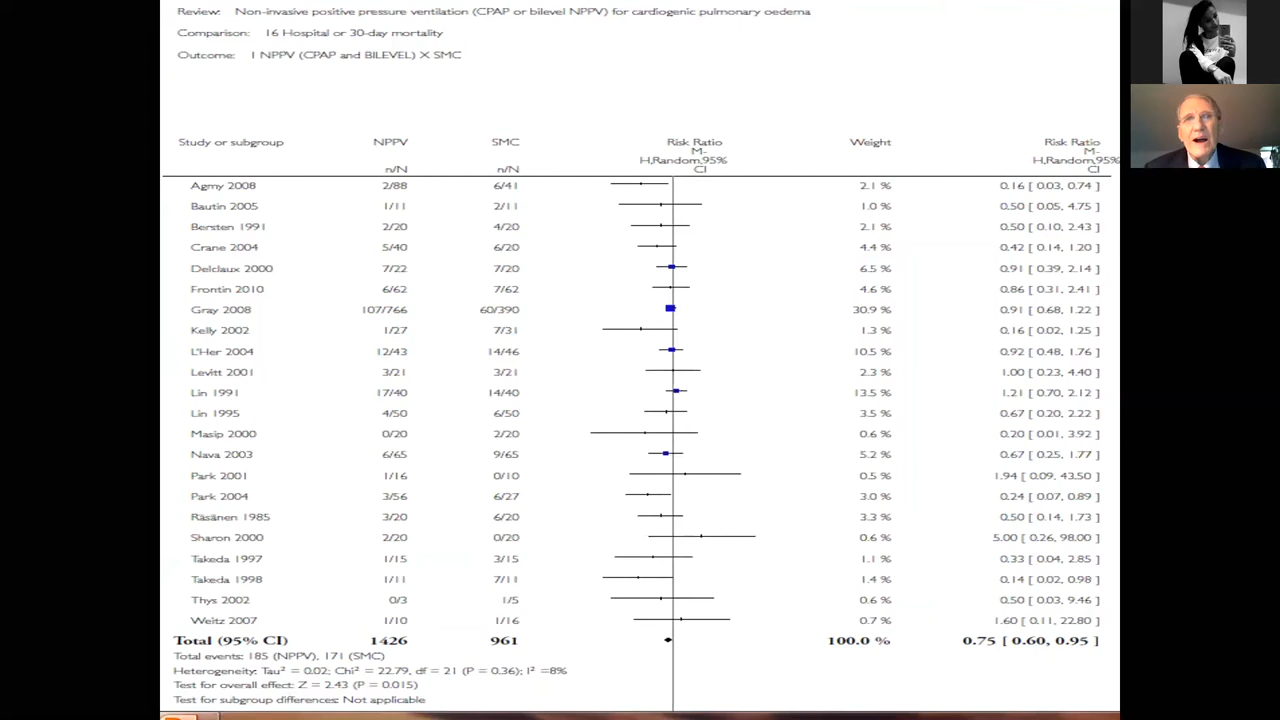 Review: Non-invasive positive pressure ventilation (CPAP or bilevel NPPV) for cardiogenic pulmonary oedema
Comparison: 16 Hospital or 30-day mortality
Outcome: 1 NPPV (CPAP and BILEVEL) X SMC
Study or subgroup NPPV SMC Risk Ratio Weight Risk Ratio
M- M-
H,Random,95% H,Random,95%
n/N n/N CI CI
Agmy 2008 2/88 6/41 2.1 % 0.16 [ 0.03, 0.74 ]
Bautin 2005 1/11 2/11 1.0 % 0.50 [ 0.05, 4.75 ]
Bersten 1991 2/20 4/20 2.1 % 0.50 [ 0.10, 2.43 ]
Crane 2004 5/40 6/20 4.4 % 0.42 [ 0.14, 1.20 ]
Delclaux 2000 7/22 7/20 6.5 % 0.91 [ 0.39, 2.14 ]
Frontin 2010 6/62 7/62 4.6 % 0.86 [ 0.31, 2.41 ]
Gray 2008 107/766 60/390 30.9 % 0.91 [ 0.68, 1.22 ]
Kelly 2002 1/27 7/31 1.3 % 0.16 [ 0.02, 1.25 ]
L'Her 2004 12/43 14/46 10.5 % 0.92 [ 0.48, 1.76 ]
Levitt 2001 3/21 3/21 2.3 % 1.00 [ 0.23, 4.40 ]
Lin 1991 17/40 14/40 13.5 % 1.21 [ 0.70, 2.12 ]
Lin 1995 4/50 6/50 3.5 % 0.67 [ 0.20, 2.22 ]
Masip 2000 0/20 2/20 0.6 % 0.20 [ 0.01, 3.92 ]
Nava 2003 6/65 9/65 5.2 % 0.67 [ 0.25, 1.77 ]
Park 2001 1/16 0/10 0.5 % 1.94 [ 0.09, 43.50 ]
Park 2004 3/56 6/27 3.0 % 0.24 [ 0.07, 0.89 ]
Räsänen 1985 3/20 6/20 3.3 % 0.50 [ 0.14, 1.73 ]
Sharon 2000 2/20 0/20 0.6 % 5.00 [ 0.26, 98.00 ]
Takeda 1997 1/15 3/15 1.1 % 0.33 [ 0.04, 2.85 ]
Takeda 1998 1/11 7/11 1.4 % 0.14 [ 0.02, 0.98 ]
Thys 2002 0/3 1/5 0.6 % 0.50 [ 0.03, 9.46 ]
Weitz 2007 1/10 1/16 0.7 % 1.60 [ 0.11, 22.80 ]
Total (95% CI) 1426 961 100.0 % 0.75 [ 0.60, 0.95 ]
Total events: 185 (NPPV), 171 (SMC)
Heterogeneity: Tau² = 0.02; Chi² = 22.79, df = 21 (P = 0.36); I² =8%
Test for overall effect: Z = 2.43 (P = 0.015)
Test for subgroup differences: Not applicable